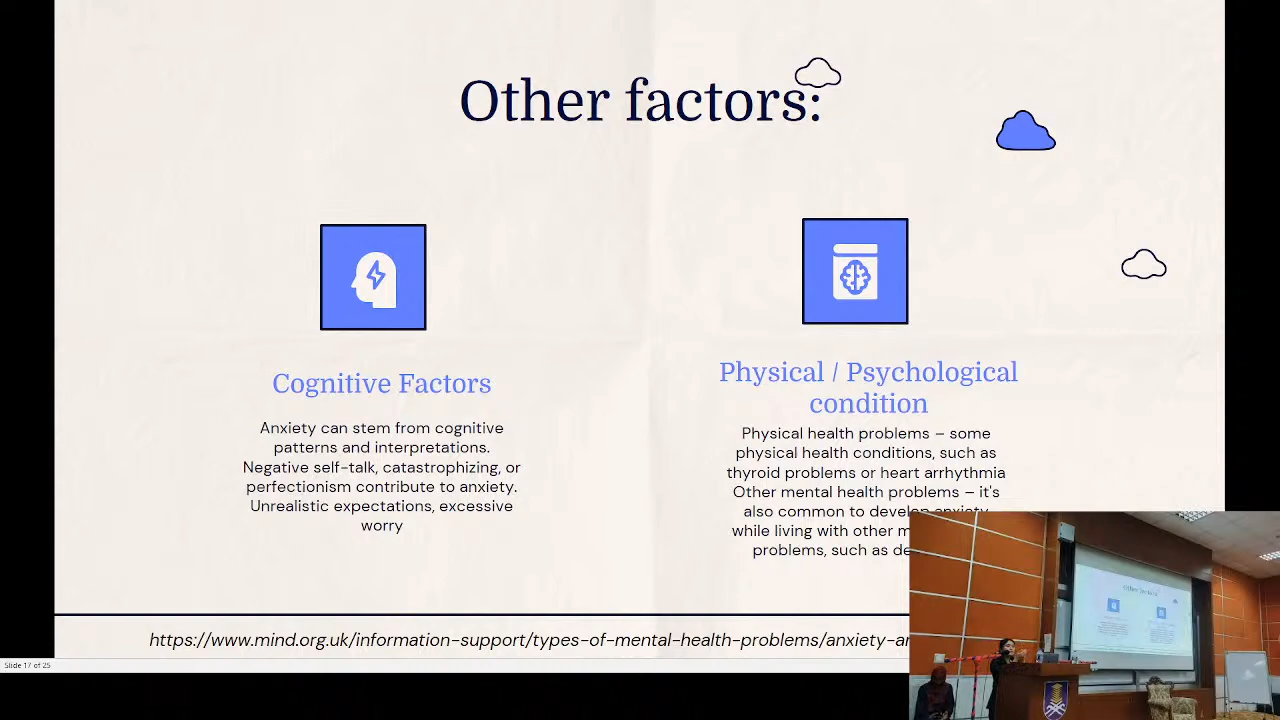 Other factors:
Cognitive Factors
Anxiety can stem from cognitive
patterns and interpretations.
Negative self-talk, catastrophizing, or
perfectionism contribute to anxiety.
Unrealistic expectations, excessive
worry
Physical / Psychological
condition
Physical health problems – some
physical health conditions, such as
thyroid problems or heart arrhythmia
Other mental health problems – it's
also common to develop anxiety
while living with other m
problems, such as de
https://www.mind.org.uk/information-support/types-of-mental-health-problems/anxiety-an
Slide 17 of 25
Other factors: